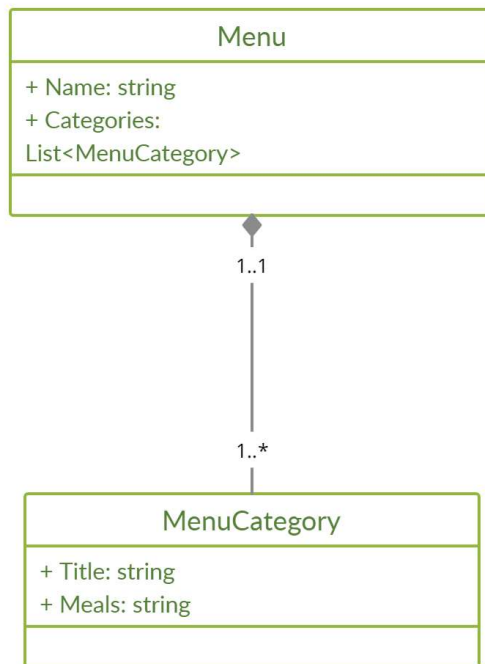 Menu
+ Name: string
+ Categories:
List<MenuCategory>
1..1
1..*
MenuCategory
+ Title: string
+ Meals: string